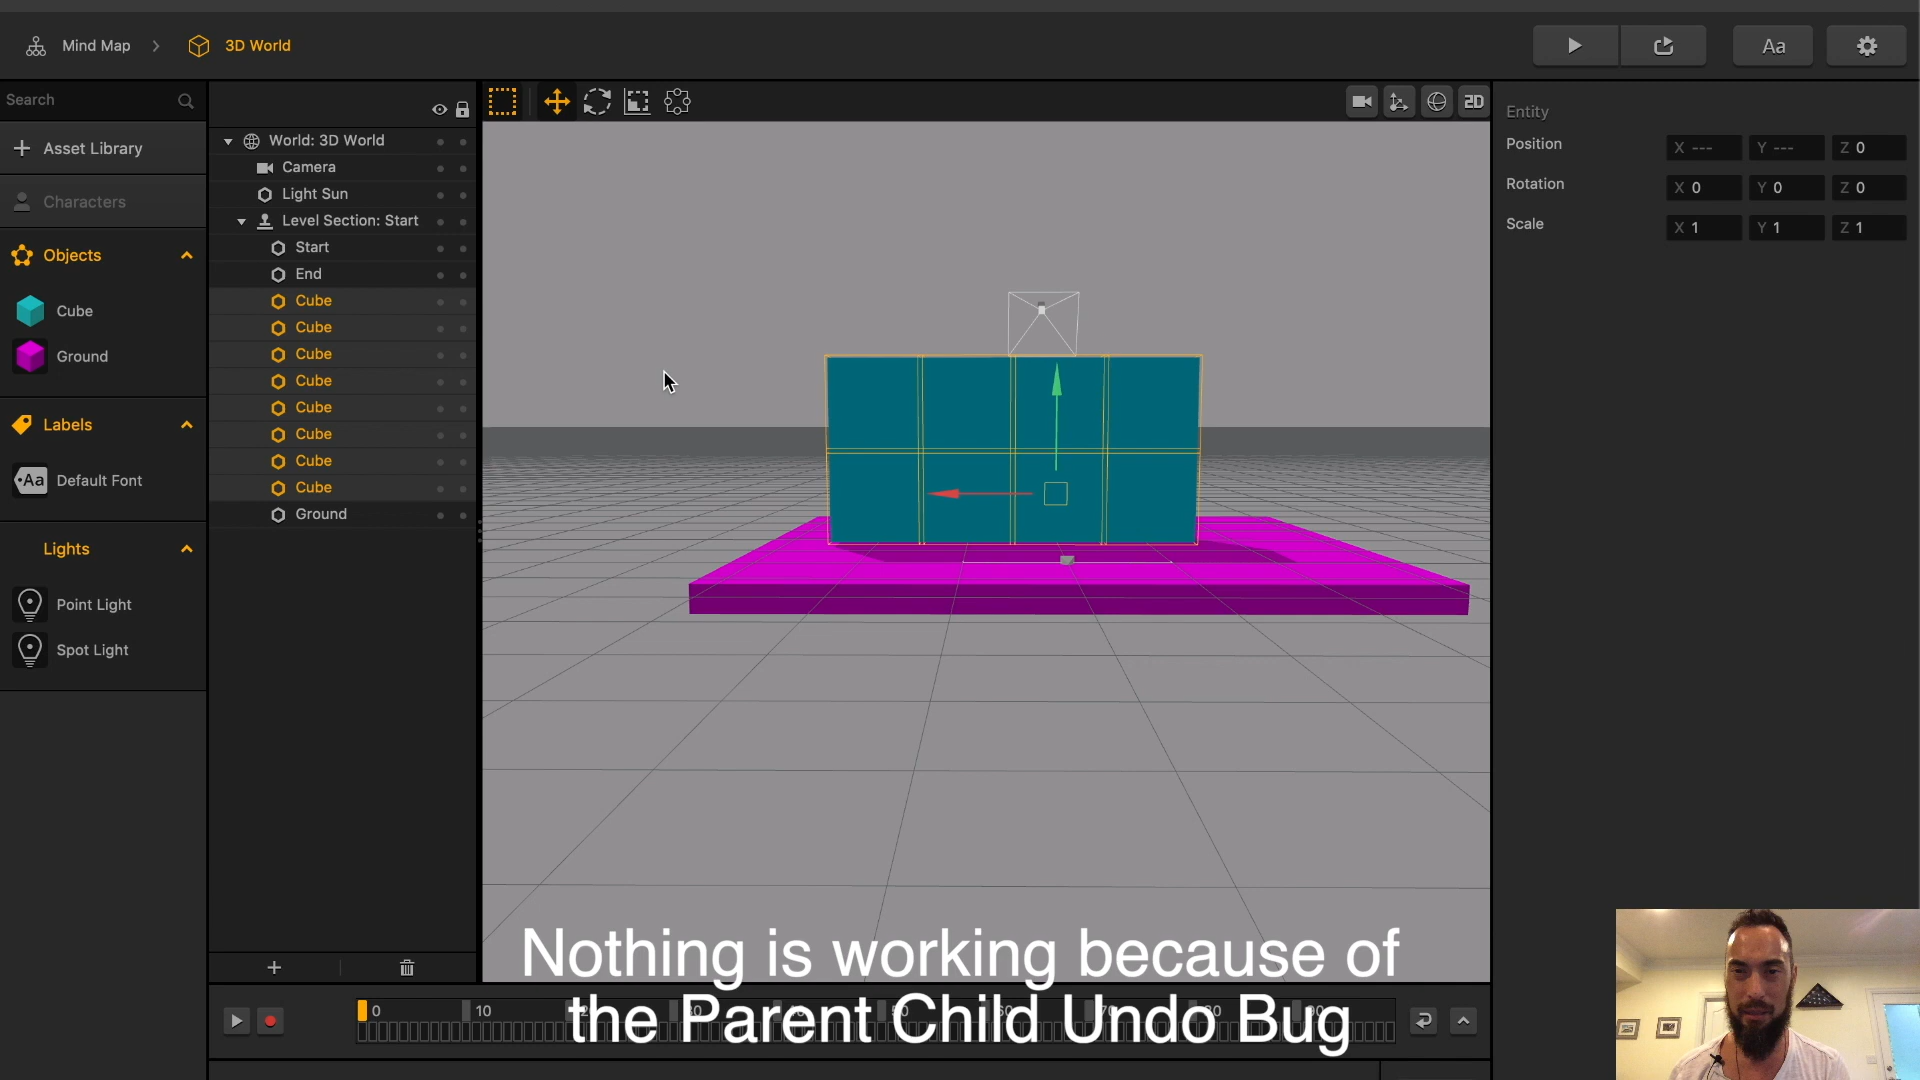 Mind Map
3D World
Aa
Search
Asset Library
Characters
Objects
Cube
Ground
Labels
Aa
Default Font
Lights
Point Light
Spot Light
World: 3D World
Camera
Light Sun
Level Section: Start
Start
End
Cube
Cube
Cube
Cube
Cube
Cube
Cube
Cube
Ground
2D
Entity
Position X --- Y --- Z 0
Rotation X 0 Y 0 Z 0
Scale X 1 Y 1 Z 1
Nothing is working because of
the Parent Child Undo Bug
0 10